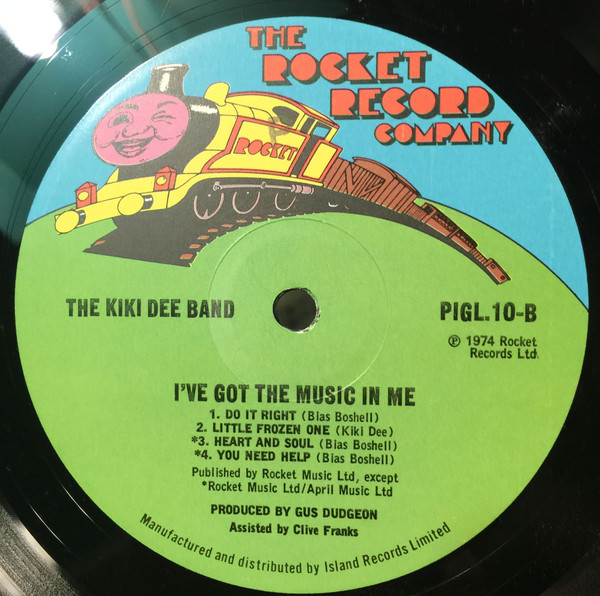 THE
ROCKET
RECORD
COMPANY
ROCKET
THE KIKI DEE BAND
PIGL.10-B
Ⓟ 1974 Rocket
Records Ltd.
I'VE GOT THE MUSIC IN ME
1. DO IT RIGHT (Bias Boshell)
2. LITTLE FROZEN ONE (Kiki Dee)
*3. HEART AND SOUL (Bias Boshell)
*4. YOU NEED HELP (Bias Boshell)
Published by Rocket Music Ltd, except
*Rocket Music Ltd/April Music Ltd
PRODUCED BY GUS DUDGEON
Assisted by Clive Franks
Manufactured and distributed by Island Records Limited